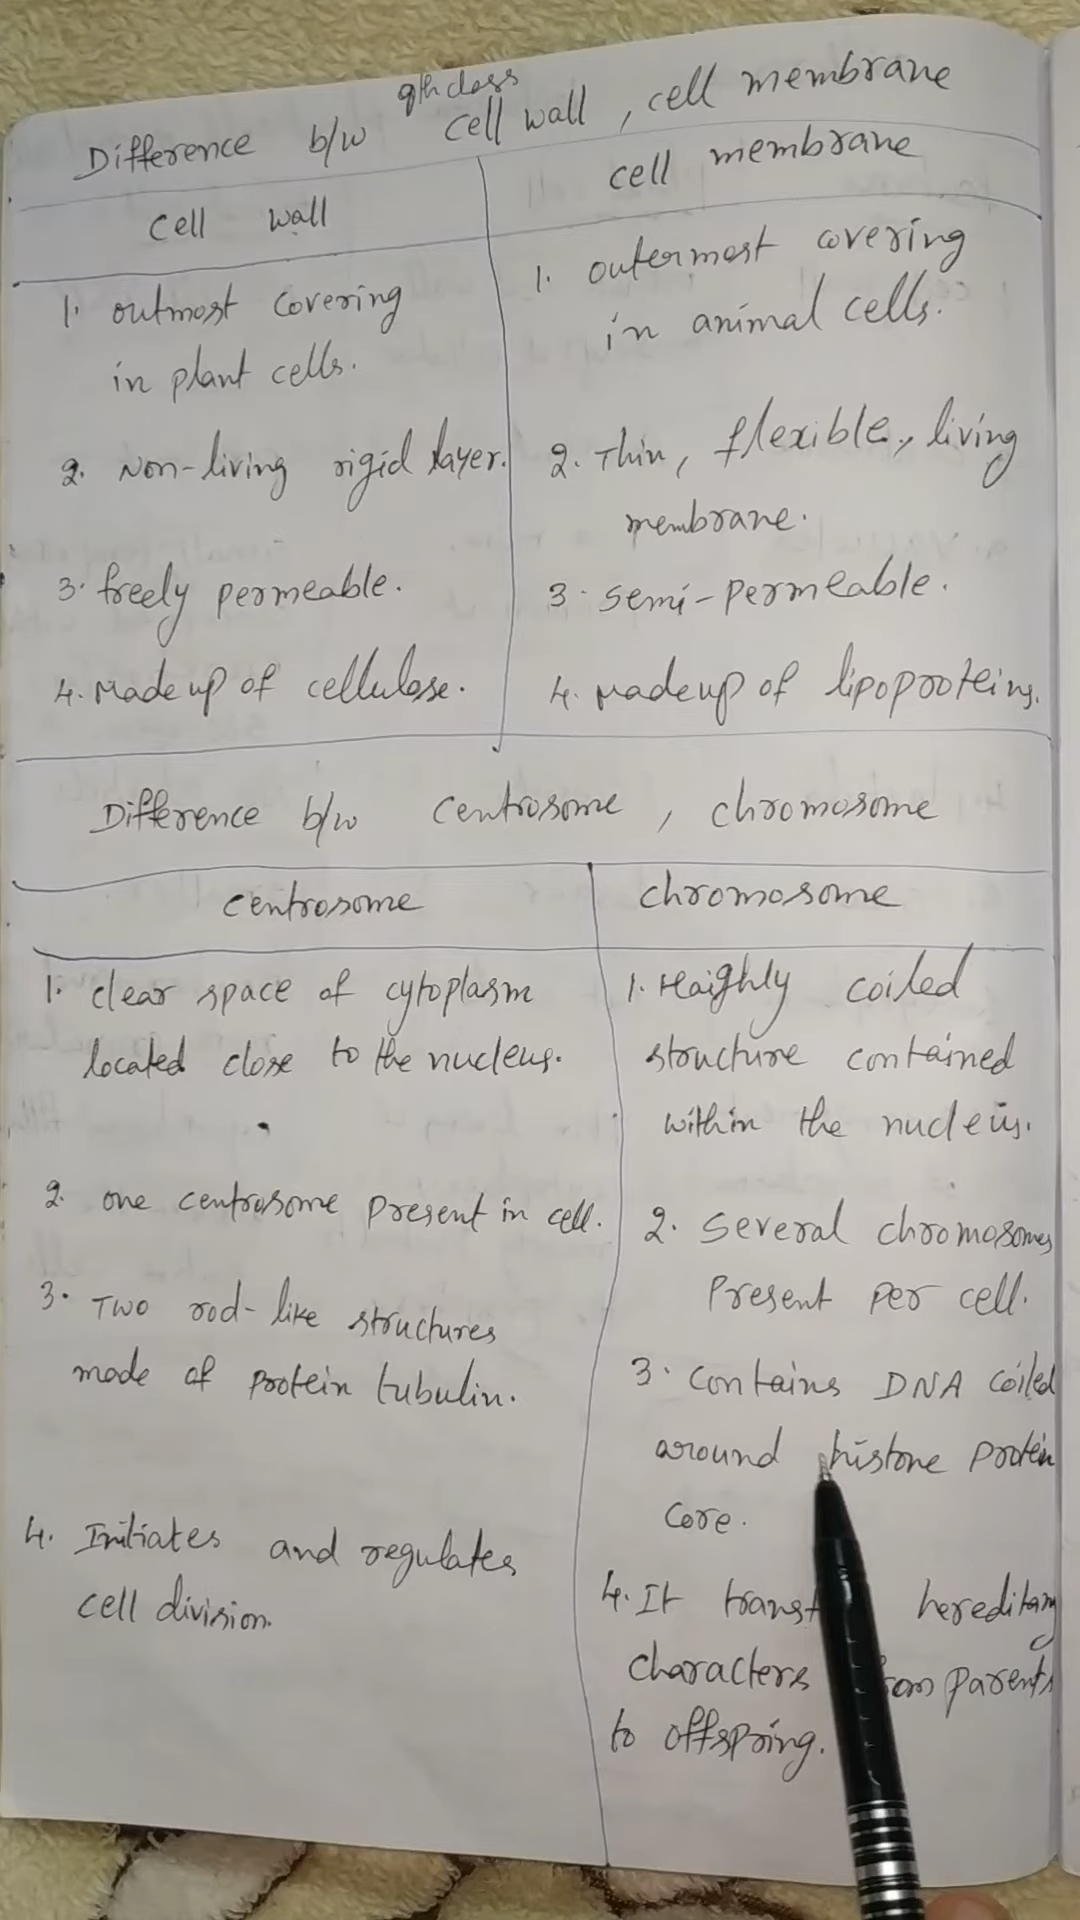 9th class
Difference b/w cell wall, cell membrane
cell wall
cell membrane
1. outmost covering
in plant cells.
2. Non-living rigid layer.
3. freely permeable.
4. Made up of cellulose.
1. outermost covering
in animal cells.
2. Thin, flexible, living
membrane.
3. semi-permeable.
4. Made up of lipoproteins.
Difference b/w centrosome, chromosome
centrosome
chromosome
1. clear space of cytoplasm
located close to the nucleus.
2. one centrosome present in cell.
3. Two rod-like structures
made of protein tubulin.
4. Initiates and regulates
cell division.
1. Haighly coiled
structure contained
within the nucleus.
2. Several chromosomes
Present per cell.
3. contains DNA coiled
around histone protein
core.
4. It hereditary
characters parents
to offspring.